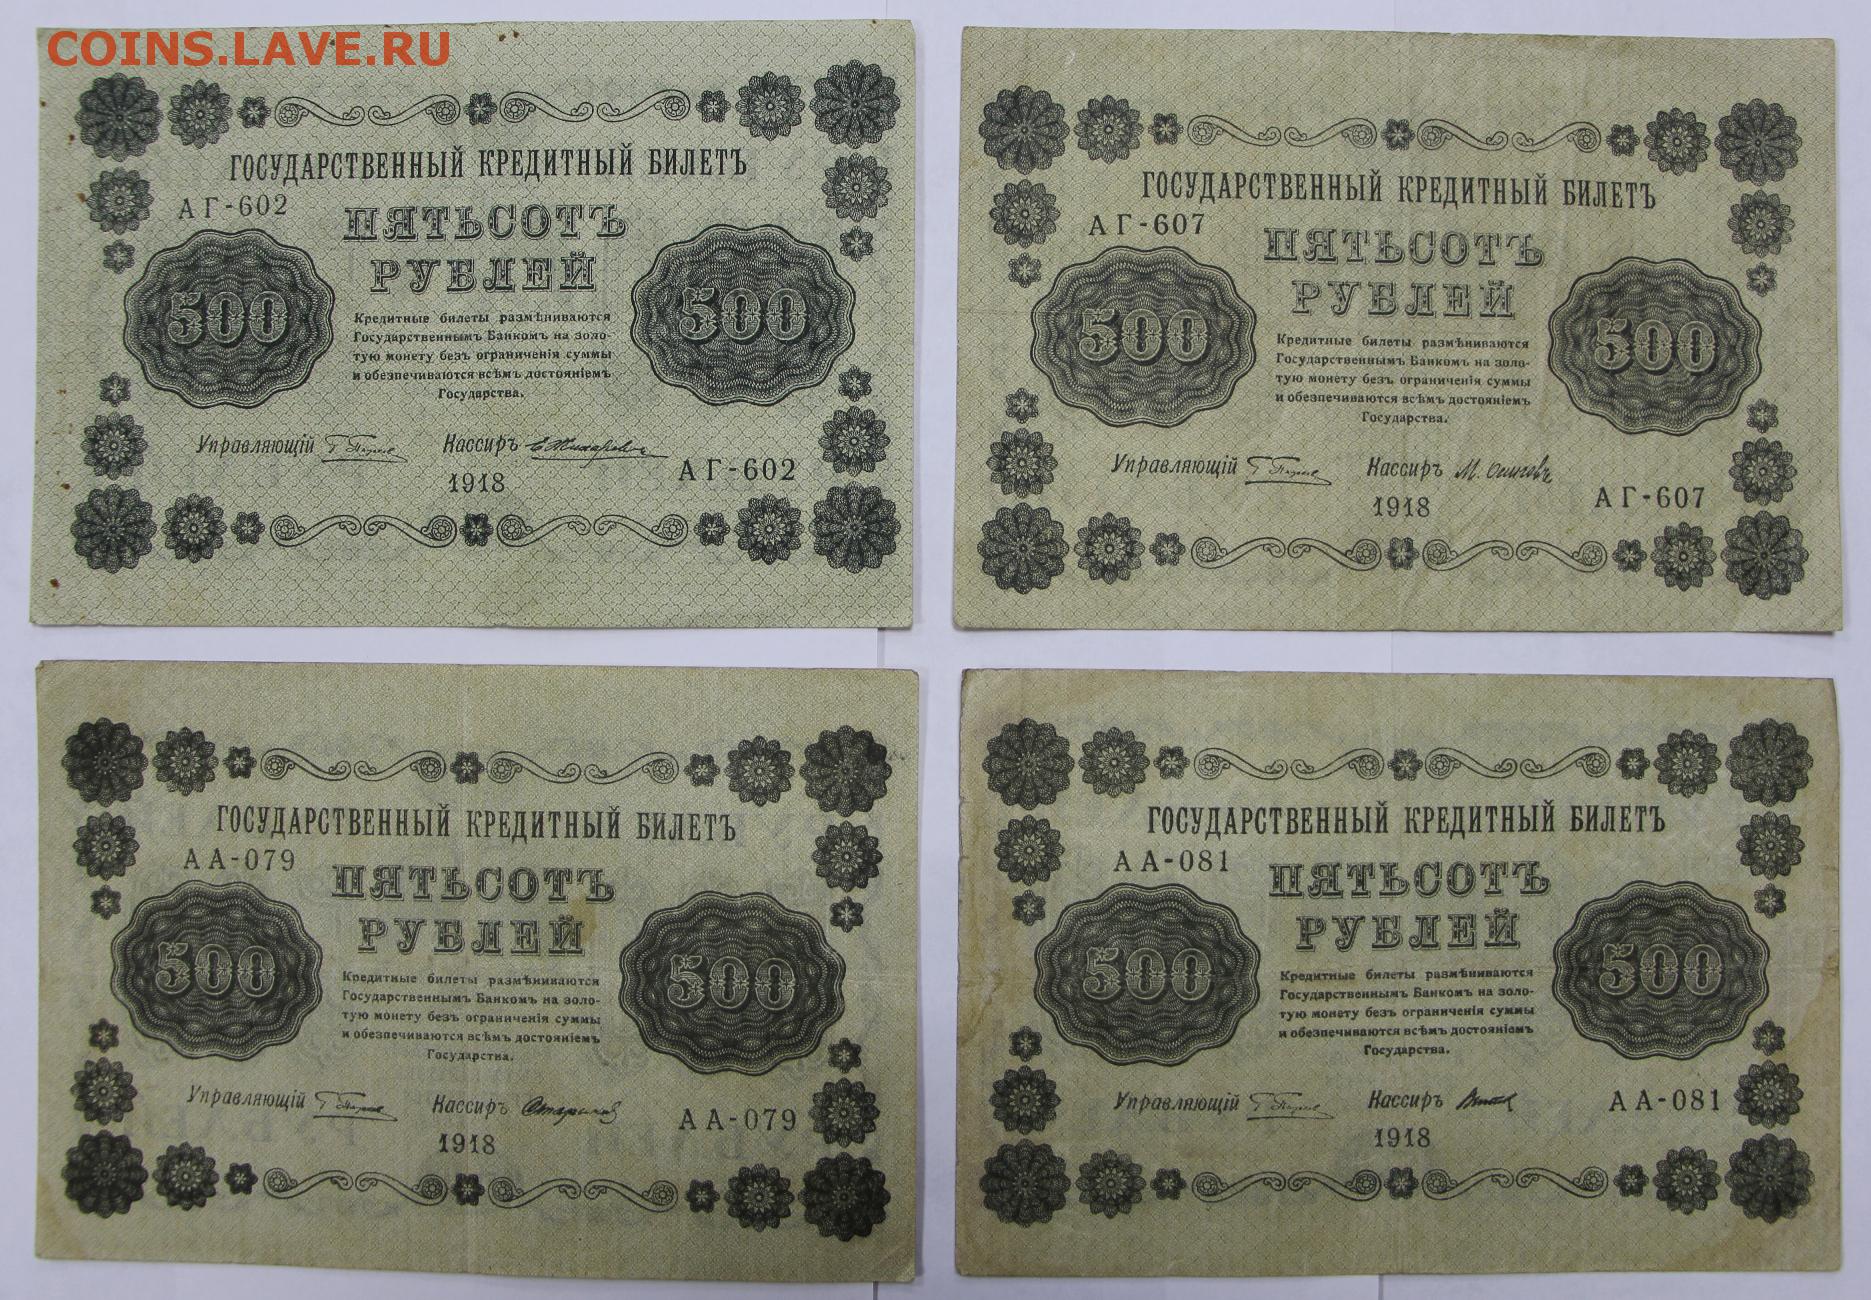 COINS.LAVE.RU
ГОСУДАРСТВЕННЫЙ КРЕДИТНЫЙ БИЛЕТЪ
АГ-602
ПЯТЬСОТЪ
РУБЛЕЙ
500
500
Кредитные билеты размѣниваются
Государственнымъ Банкомъ на золо-
тую монету безъ ограниченія суммы
и обезпечиваются всѣмъ достояніемъ
Государства.
Управляющій Кассиръ
1918
АГ-602
ГОСУДАРСТВЕННЫЙ КРЕДИТНЫЙ БИЛЕТЪ
АГ-607
ПЯТЬСОТЪ
РУБЛЕЙ
500
500
Кредитные билеты размѣниваются
Государственнымъ Банкомъ на золо-
тую монету безъ ограниченія суммы
и обезпечиваются всѣмъ достояніемъ
Государства.
Управляющій Кассиръ М. Осиповъ
1918
АГ-607
ГОСУДАРСТВЕННЫЙ КРЕДИТНЫЙ БИЛЕТЪ
АА-079
ПЯТЬСОТЪ
РУБЛЕЙ
500
500
Кредитные билеты размѣниваются
Государственнымъ Банкомъ на золо-
тую монету безъ ограниченія суммы
и обезпечиваются всѣмъ достояніемъ
Государства.
Управляющій Кассиръ
1918
АА-079
ГОСУДАРСТВЕННЫЙ КРЕДИТНЫЙ БИЛЕТЪ
АА-081
ПЯТЬСОТЪ
РУБЛЕЙ
500
500
Кредитные билеты размѣниваются
Государственнымъ Банкомъ на золо-
тую монету безъ ограниченія суммы
и обезпечиваются всѣмъ достояніемъ
Государства.
Управляющій Кассиръ
1918
АА-081